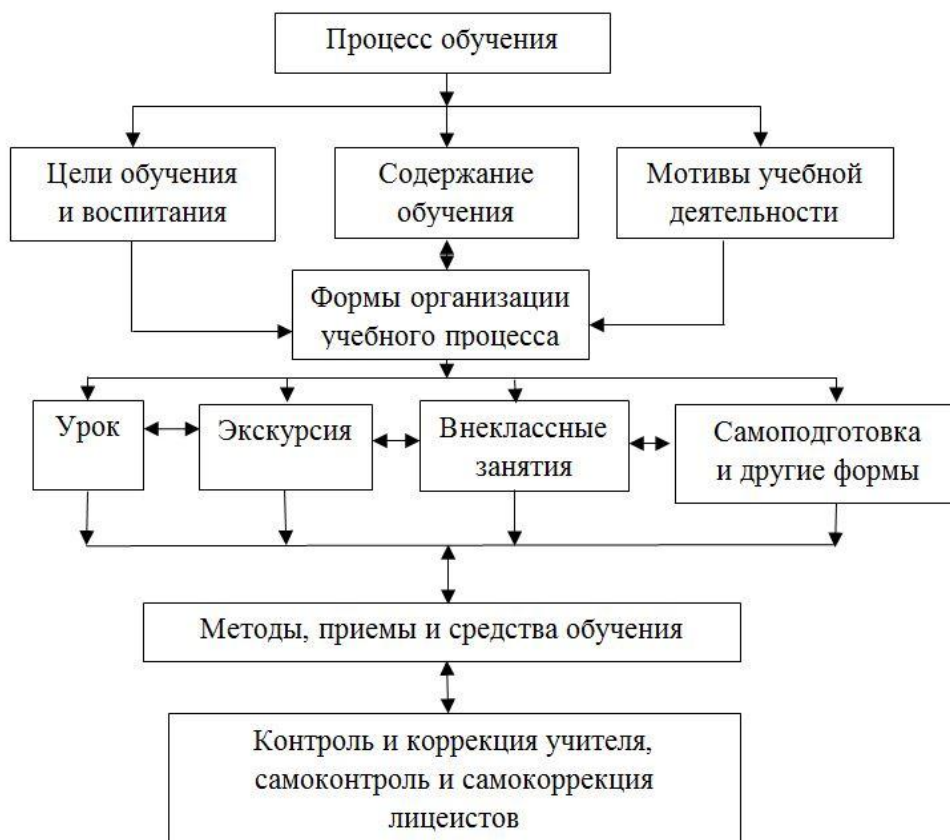 Процесс обучения
Цели обучения
и воспитания
Содержание
обучения
Мотивы учебной
деятельности
Формы организации
учебного процесса
Урок
Экскурсия
Внеклассные
занятия
Самоподготовка
и другие формы
Методы, приемы и средства обучения
Контроль и коррекция учителя,
самоконтроль и самокоррекция
лицеистов